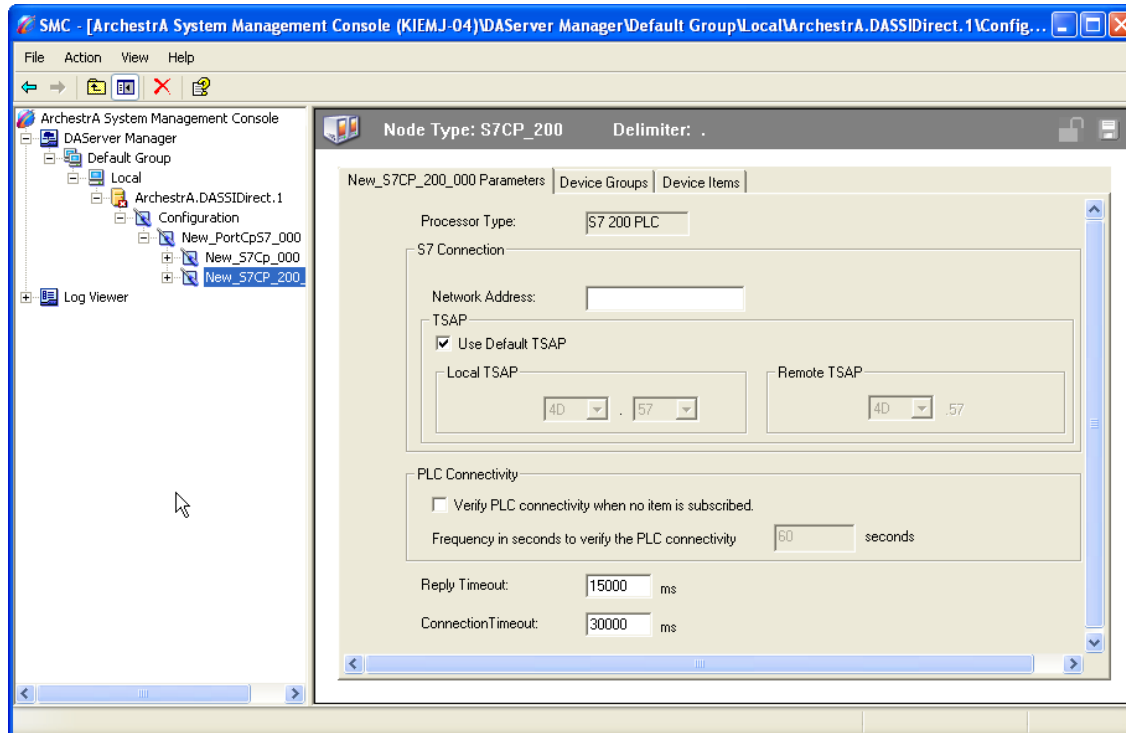 SMC - [ArchestrA System Management Console (KIEMJ-04)\DAServer Manager\Default Group\Local\ArchestrA.DASSIDirect.1\Config...
File Action View Help
ArchestrA System Management Console
DAServer Manager
Default Group
Local
ArchestrA.DASSIDirect.1
Configuration
New_PortCpS7_000
New_S7Cp_000
New_S7CP_200_
Log Viewer
Node Type: S7CP_200 Delimiter: .
New_S7CP_200_000 Parameters Device Groups Device Items
Processor Type: S7 200 PLC
S7 Connection
Network Address:
TSAP
Use Default TSAP
Local TSAP Remote TSAP
4D . 57 4D .57
PLC Connectivity
Verify PLC connectivity when no item is subscribed.
Frequency in seconds to verify the PLC connectivity 60 seconds
Reply Timeout: 15000 ms
ConnectionTimeout: 30000 ms